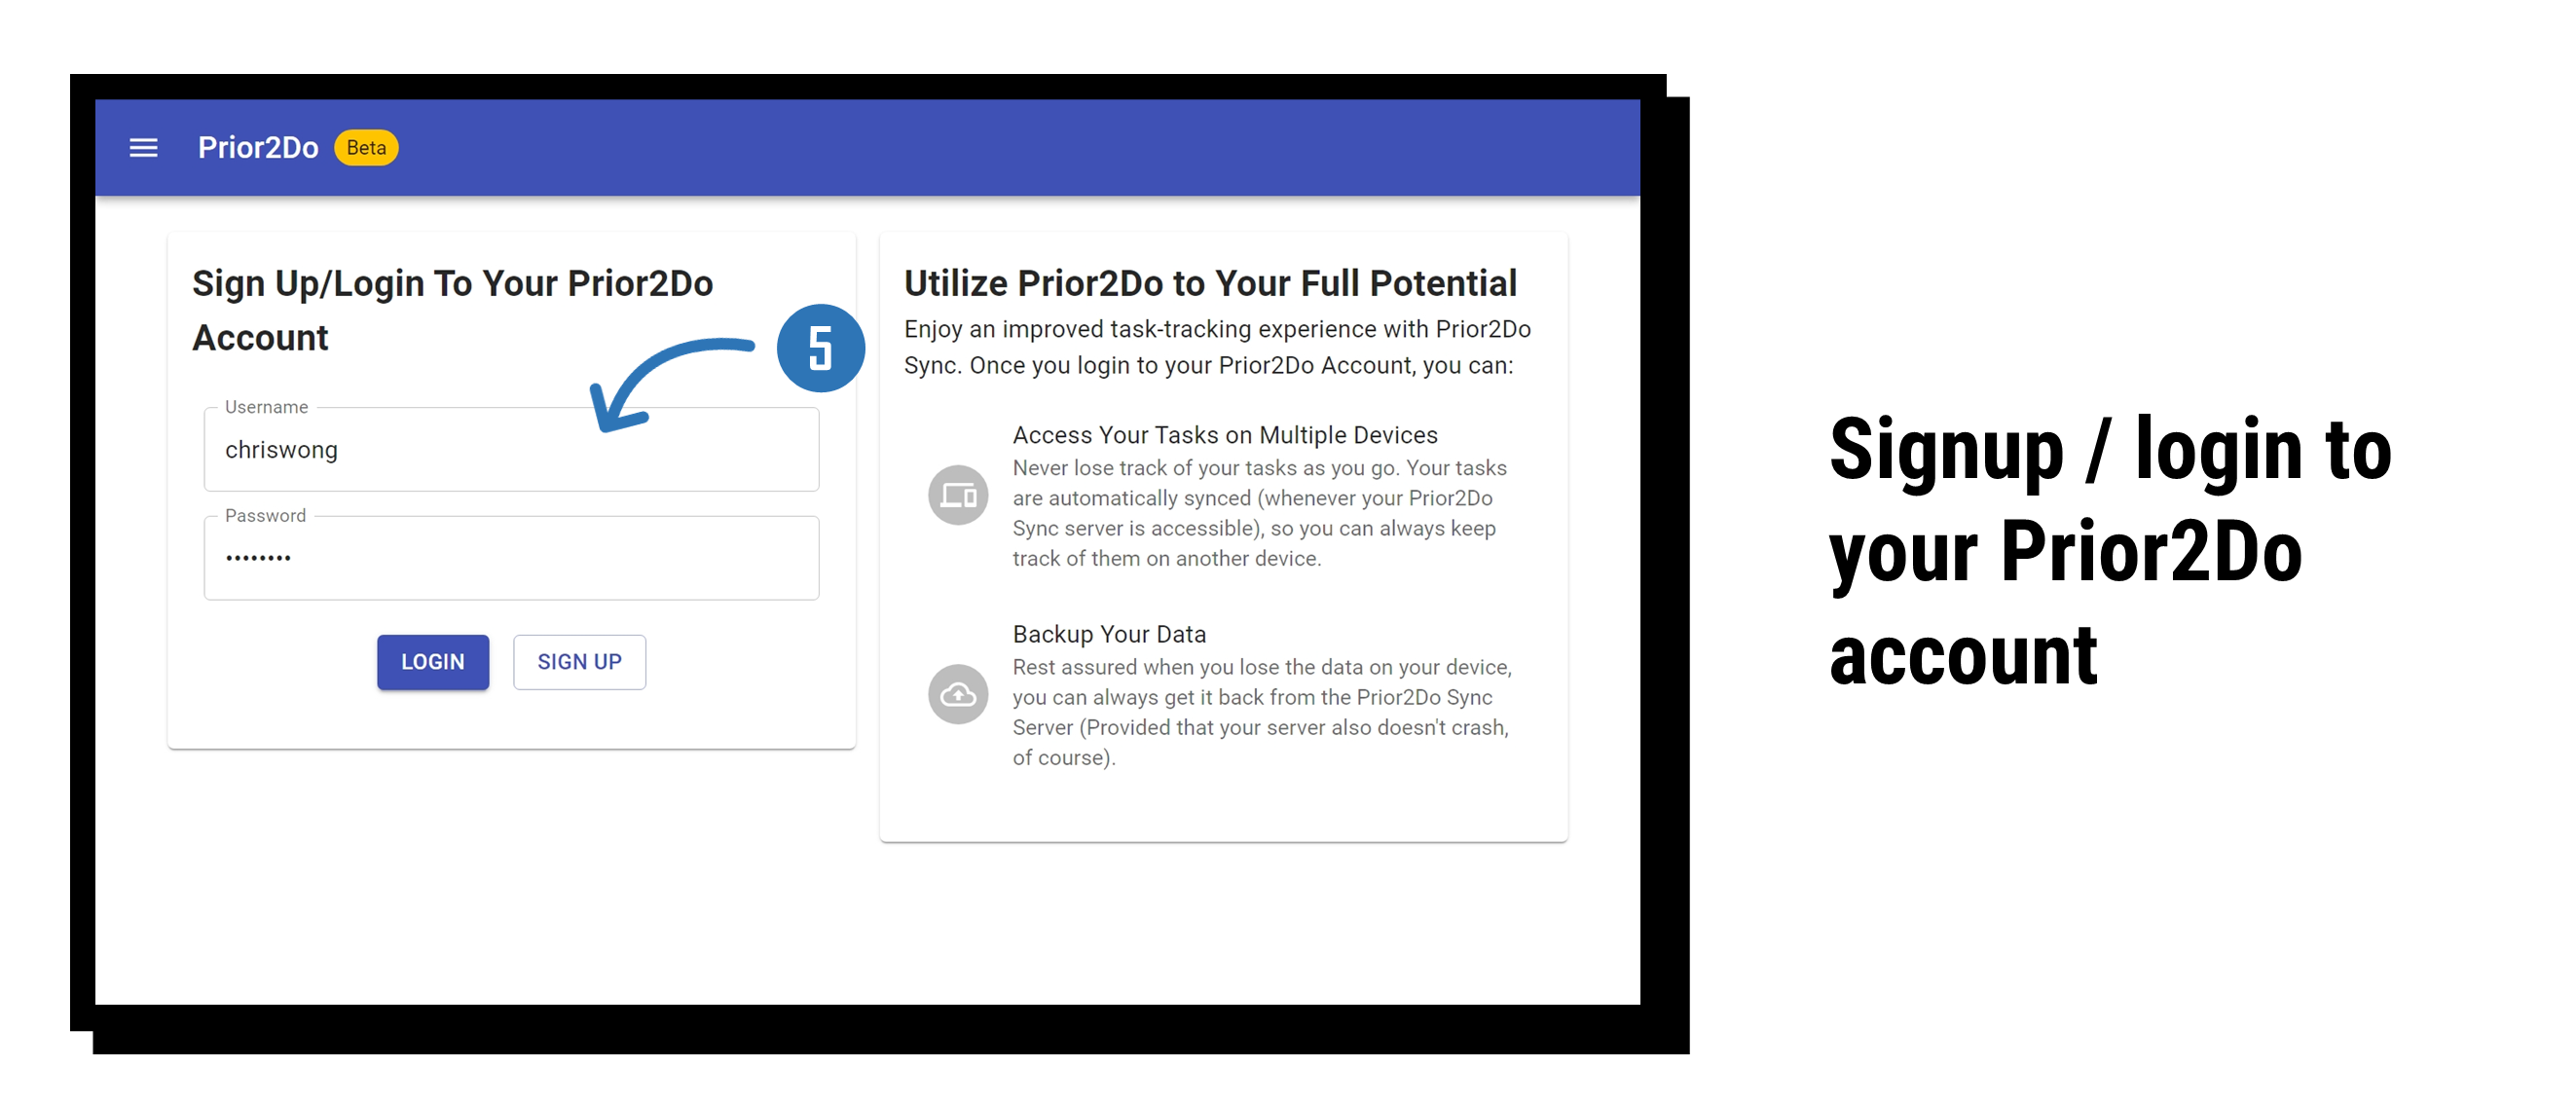 Prior2Do Beta
Sign Up/Login To Your Prior2Do
Account
5
Username
chriswong
Password
••••••••
LOGIN SIGN UP
Utilize Prior2Do to Your Full Potential
Enjoy an improved task-tracking experience with Prior2Do
Sync. Once you login to your Prior2Do Account, you can:
Access Your Tasks on Multiple Devices
Never lose track of your tasks as you go. Your tasks
are automatically synced (whenever your Prior2Do
Sync server is accessible), so you can always keep
track of them on another device.
Backup Your Data
Rest assured when you lose the data on your device,
you can always get it back from the Prior2Do Sync
Server (Provided that your server also doesn't crash,
of course).
Signup / login to
your Prior2Do
account